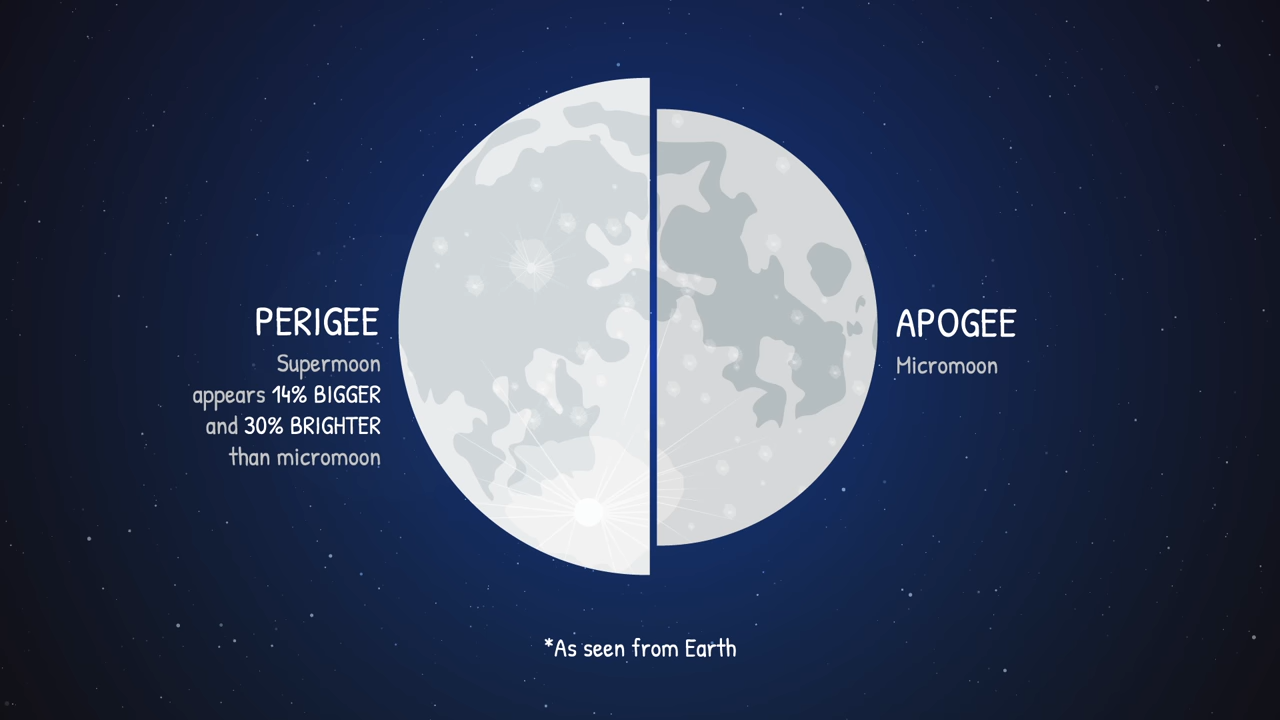 PERIGEE
Supermoon
appears 14% BIGGER
and 30% BRIGHTER
than micromoon
APOGEE
Micromoon
*As seen from Earth